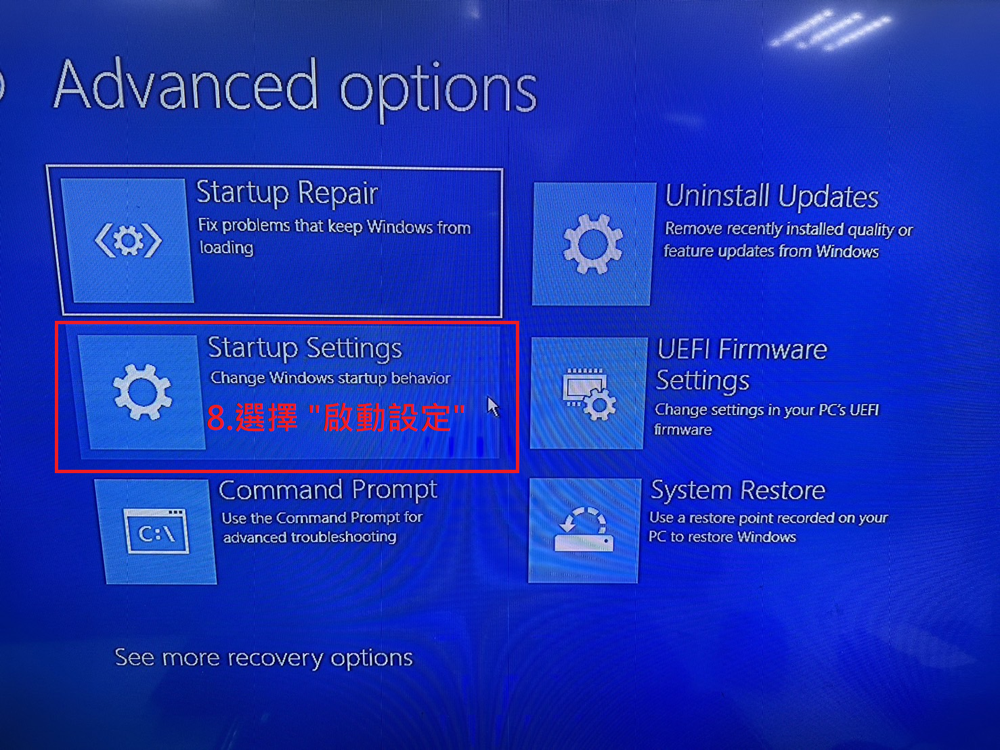 Advanced options
Startup Repair
Fix problems that keep Windows from
loading
Uninstall Updates
Remove recently installed quality or
feature updates from Windows
Startup Settings
Change Windows startup behavior
8.選擇 "啟動設定"
UEFI Firmware
Settings
Change settings in your PC's UEFI
firmware
Command Prompt
Use the Command Prompt for
advanced troubleshooting
C:\
System Restore
Use a restore point recorded on your
PC to restore Windows
See more recovery options